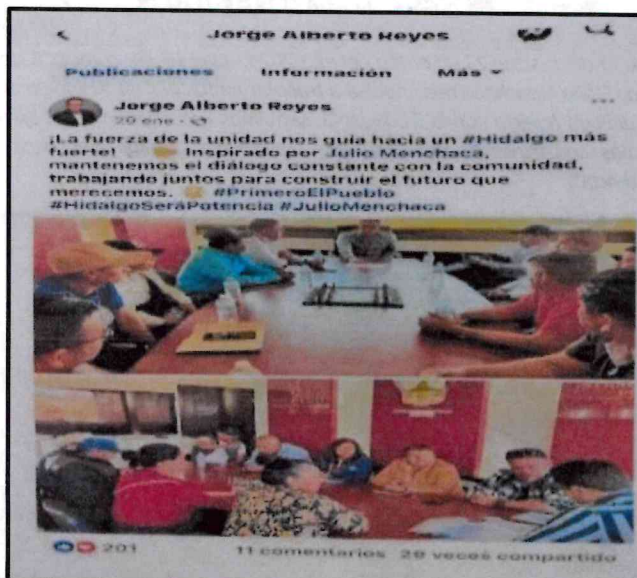 Jorge Alberto Reyes
Publicaciones Información Más
Jorge Alberto Reyes
20 ene
¡La fuerza de la unidad nos guía hacia un #Hidalgo más
fuerte! Inspirado por Julio Menchaca,
mantenemos el diálogo constante con la comunidad,
trabajando juntos para construir el futuro que
merecemos. #PrimeroElPueblo
#HidalgoSeráPotencia #JulioMenchaca
201 11 comentarios 29 veces compartido